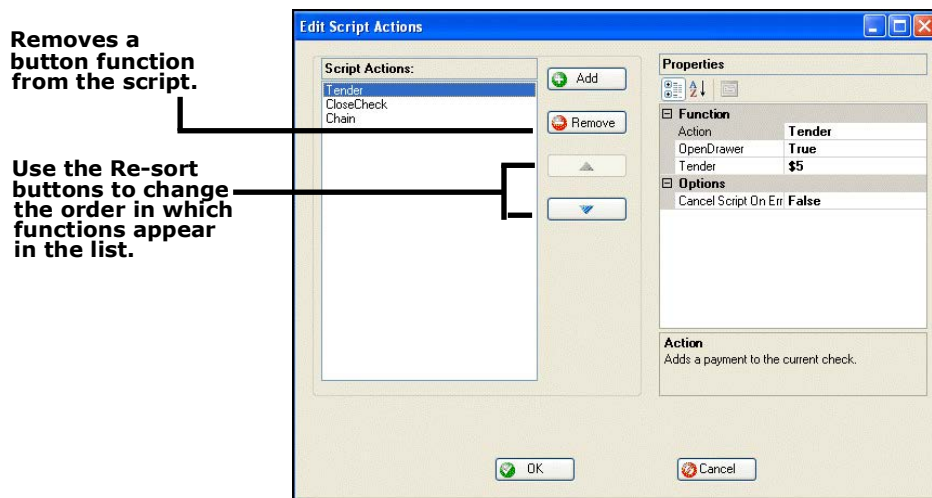 Edit Script Actions
Removes a
button function
from the script.
Use the Re-sort
buttons to change
the order in which
functions appear
in the list.
Script Actions:
Tender
CloseCheck
Chain
Add
Remove
Properties
Function
Action Tender
OpenDrawer True
Tender $5
Options
Cancel Script On Err False
Action
Adds a payment to the current check.
OK
Cancel